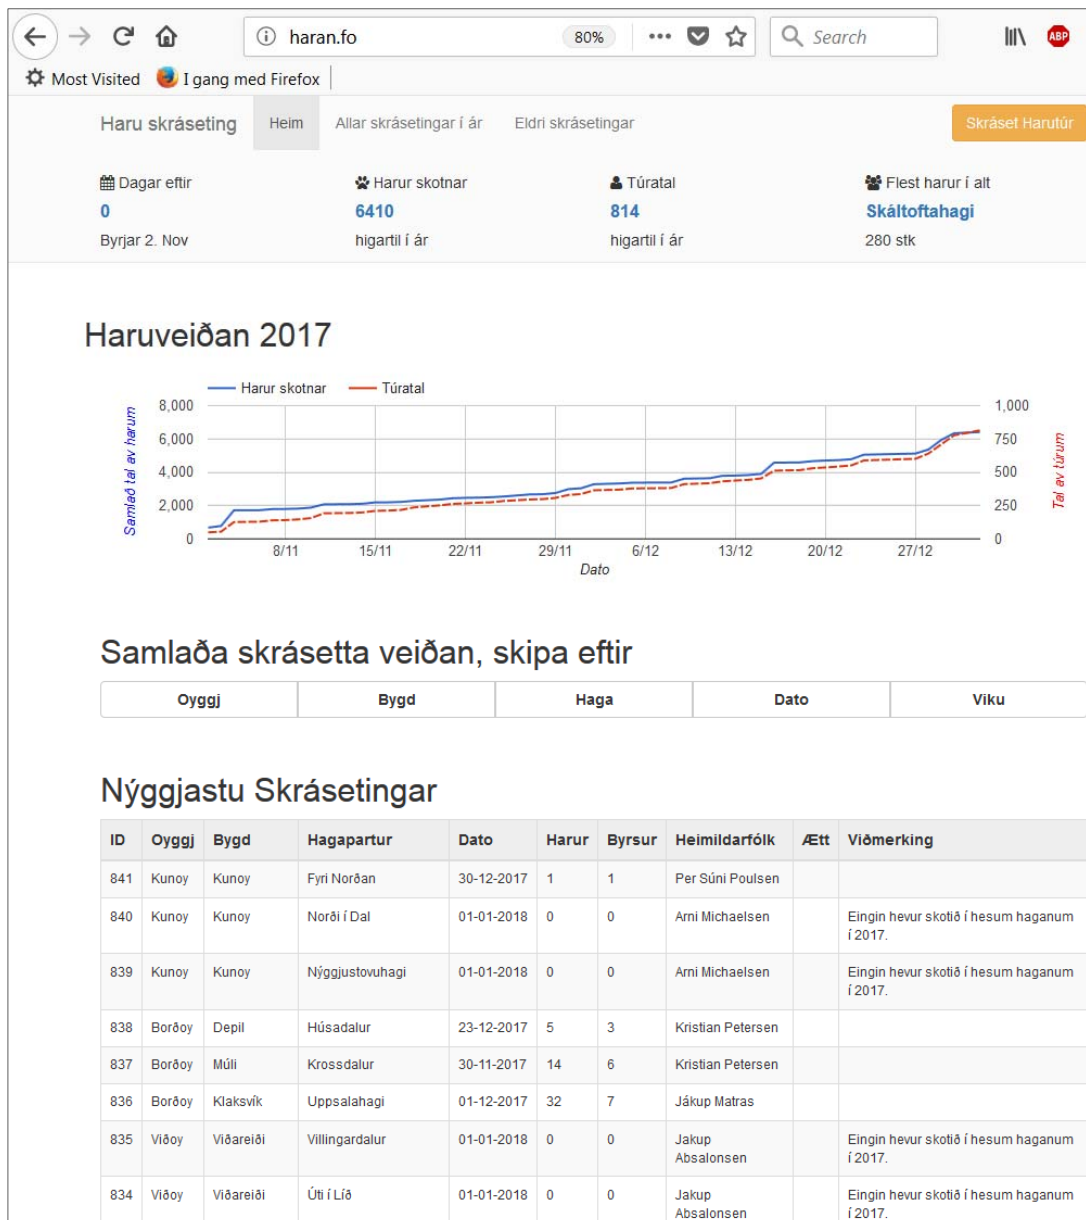 haran.fo 80% Search ABP
Most Visited I gang med Firefox
Haru skráseting Heim Allar skrásetingar í ár Eldri skrásetingar Skráset Harutúr
Dagar eftir Harur skotnar Túratal Flest harur í alt
0 6410 814 Skáltoftahagi
Byrjar 2. Nov higartil í ár higartil í ár 280 stk
Haruveiðan 2017
Harur skotnar Túratal
8,000 1,000
6,000 750
4,000 500
2,000 250
0 0
Samlað tal av harum
Tal av túrum
8/11 15/11 22/11 29/11 6/12 13/12 20/12 27/12
Dato
Samlaða skrásetta veiðan, skipa eftir
Oyggj Bygd Haga Dato Viku
Nýggjastu Skrásetingar
ID Oyggj Bygd Hagapartur Dato Harur Byrsur Heimildarfólk Ætt Viðmerking
841 Kunoy Kunoy Fyri Norðan 30-12-2017 1 1 Per Súni Poulsen
840 Kunoy Kunoy Norði í Dal 01-01-2018 0 0 Arni Michaelsen Eingin hevur skotið í hesum haganum
í 2017.
839 Kunoy Kunoy Nýggjustovuhagi 01-01-2018 0 0 Arni Michaelsen Eingin hevur skotið í hesum haganum
í 2017.
838 Borðoy Depil Húsadalur 23-12-2017 5 3 Kristian Petersen
837 Borðoy Múli Krossdalur 30-11-2017 14 6 Kristian Petersen
836 Borðoy Klaksvík Uppsalahagi 01-12-2017 32 7 Jákup Matras
835 Viðoy Viðareiði Villingardalur 01-01-2018 0 0 Jakup Eingin hevur skotið í hesum haganum
Absalonsen í 2017.
834 Viðoy Viðareiði Úti í Líð 01-01-2018 0 0 Jakup Eingin hevur skotið í hesum haganum
Absalonsen í 2017.